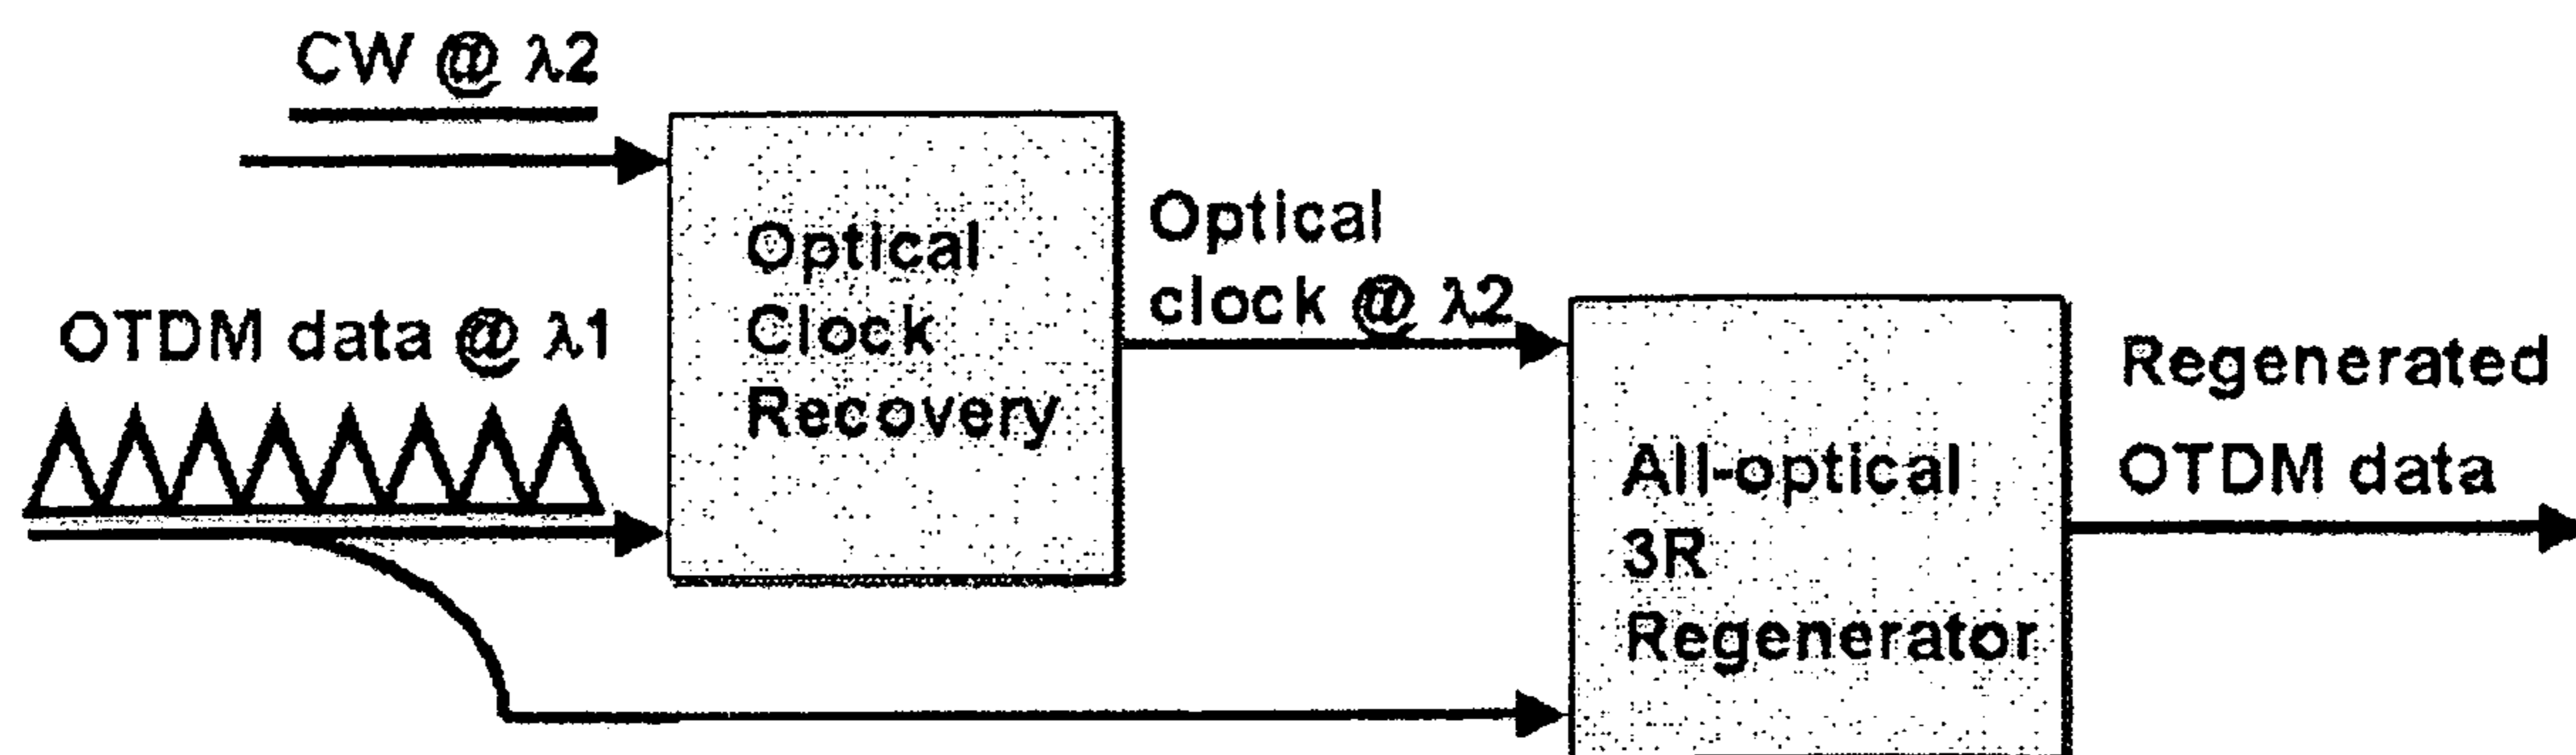 CW @ λ2
Optical
Clock
Recovery
OTDM data @ λ1
Optical
clock @ λ2
All-optical
3R
Regenerator
Regenerated
OTDM data